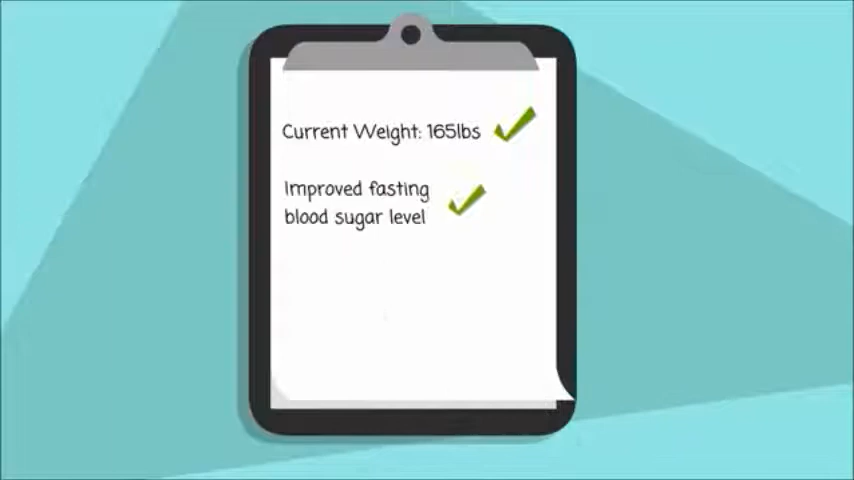 Current Weight: 165lbs
Improved fasting
blood sugar level